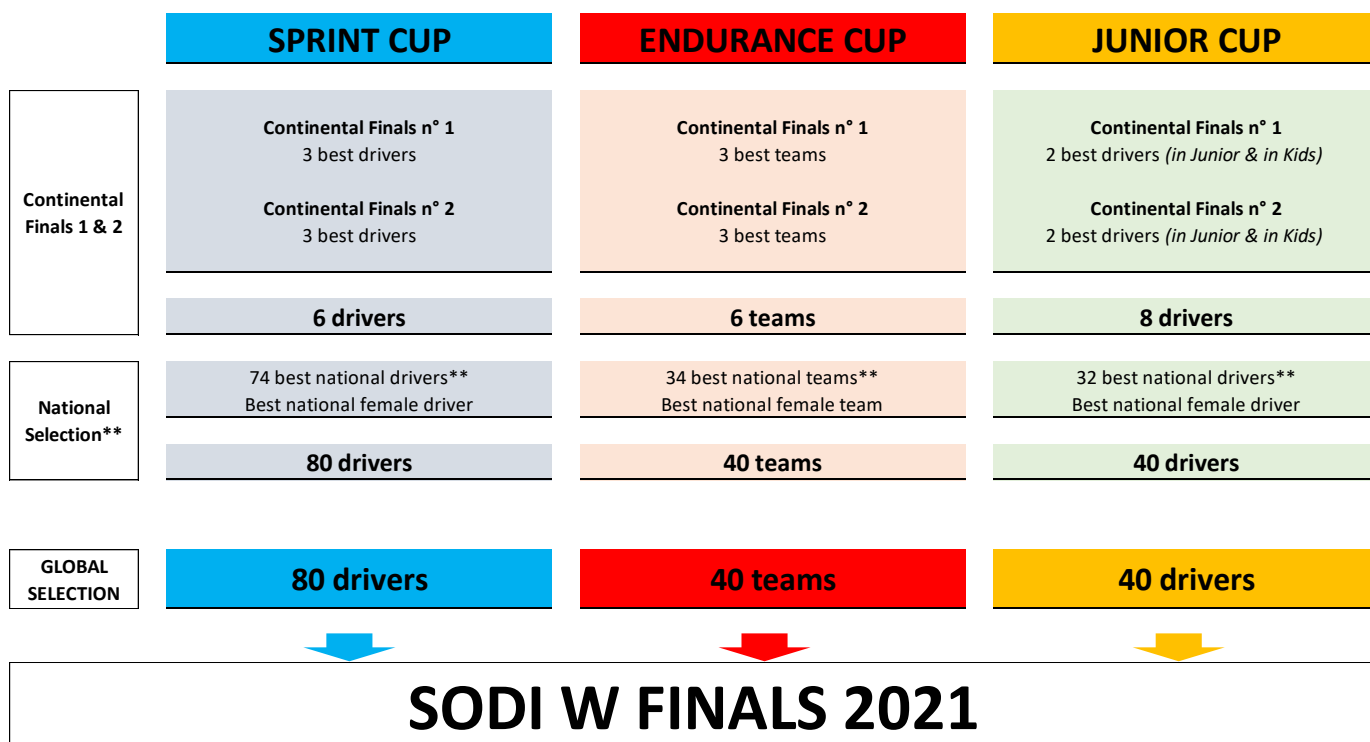 SPRINT CUP
ENDURANCE CUP
JUNIOR CUP
Continental
Finals 1 & 2
Continental Finals n° 1
3 best drivers
Continental Finals n° 2
3 best drivers
Continental Finals n° 1
3 best teams
Continental Finals n° 2
3 best teams
Continental Finals n° 1
2 best drivers (in Junior & in Kids)
Continental Finals n° 2
2 best drivers (in Junior & in Kids)
6 drivers
6 teams
8 drivers
National
Selection**
74 best national drivers**
Best national female driver
34 best national teams**
Best national female team
32 best national drivers**
Best national female driver
80 drivers
40 teams
40 drivers
GLOBAL
SELECTION
80 drivers
40 teams
40 drivers
SODI W FINALS 2021